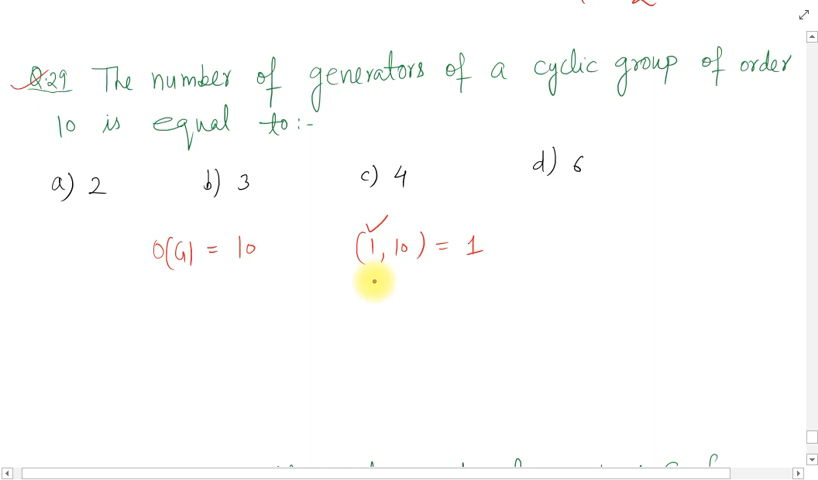 Q.29 The number of generators of a cyclic group of order
10 is equal to:-
a) 2 b) 3 c) 4 d) 6
O(G) = 10 (1, 10) = 1